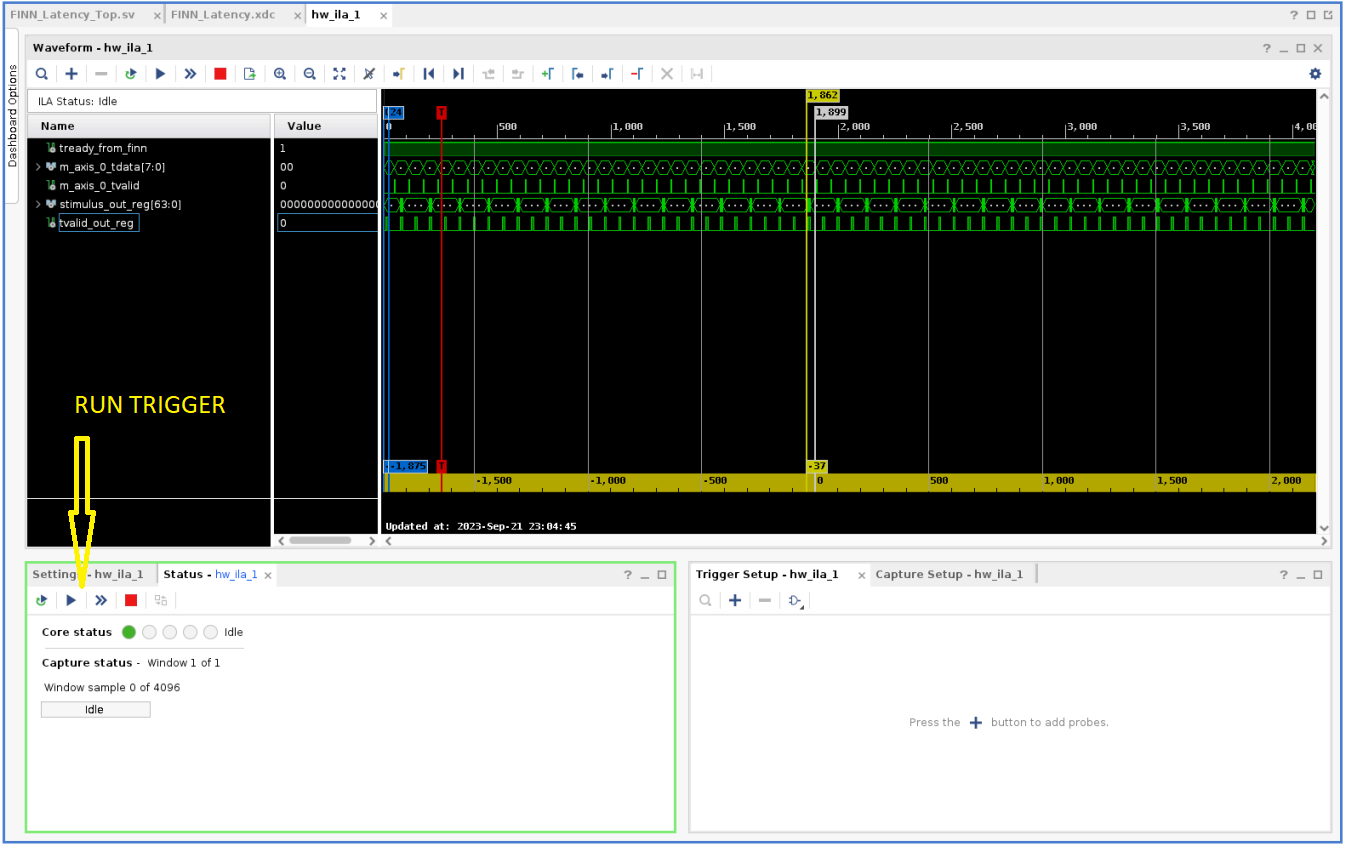 FINN_Latency_Top.sv × FINN_Latency.xdc × hw_ila_1 ×
Dashboard Options
Waveform - hw_ila_1
ILA Status: Idle
Name Value
tready_from_finn 1
m_axis_0_tdata[7:0] 00
m_axis_0_tvalid 0
stimulus_out_reg[63:0] 0000000000000000
tvalid_out_reg 0
1,862
24 T 1,899
0 500 1,000 1,500 2,000 2,500 3,000 3,500 4,00
RUN TRIGGER
-1,875 T -37
-1,500 -1,000 -500 0 500 1,000 1,500 2,000
Updated at: 2023-Sep-21 23:04:45
Settings - hw_ila_1 Status - hw_ila_1 ×
Core status Idle
Capture status - Window 1 of 1
Window sample 0 of 4096
Idle
Trigger Setup - hw_ila_1 × Capture Setup - hw_ila_1
Press the + button to add probes.